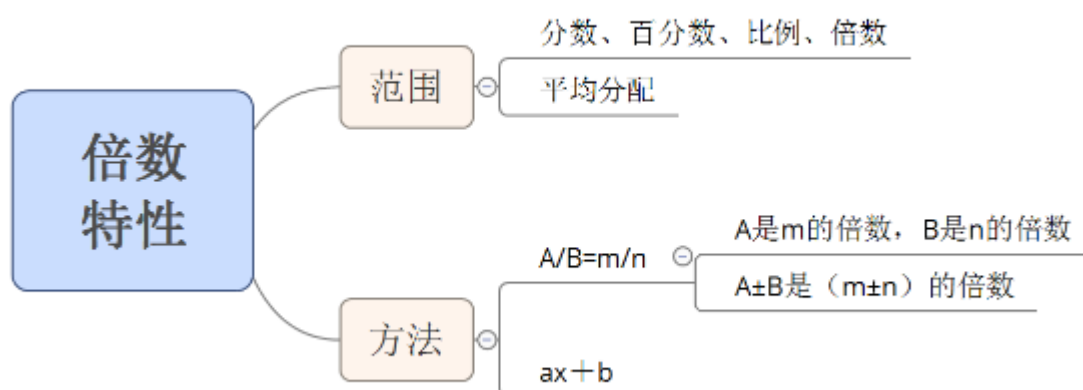 分数、百分数、比例、倍数
范围
平均分配
倍数
特性
A/B=m/n
A是m的倍数，B是n的倍数
A±B是（m±n）的倍数
方法
ax＋b